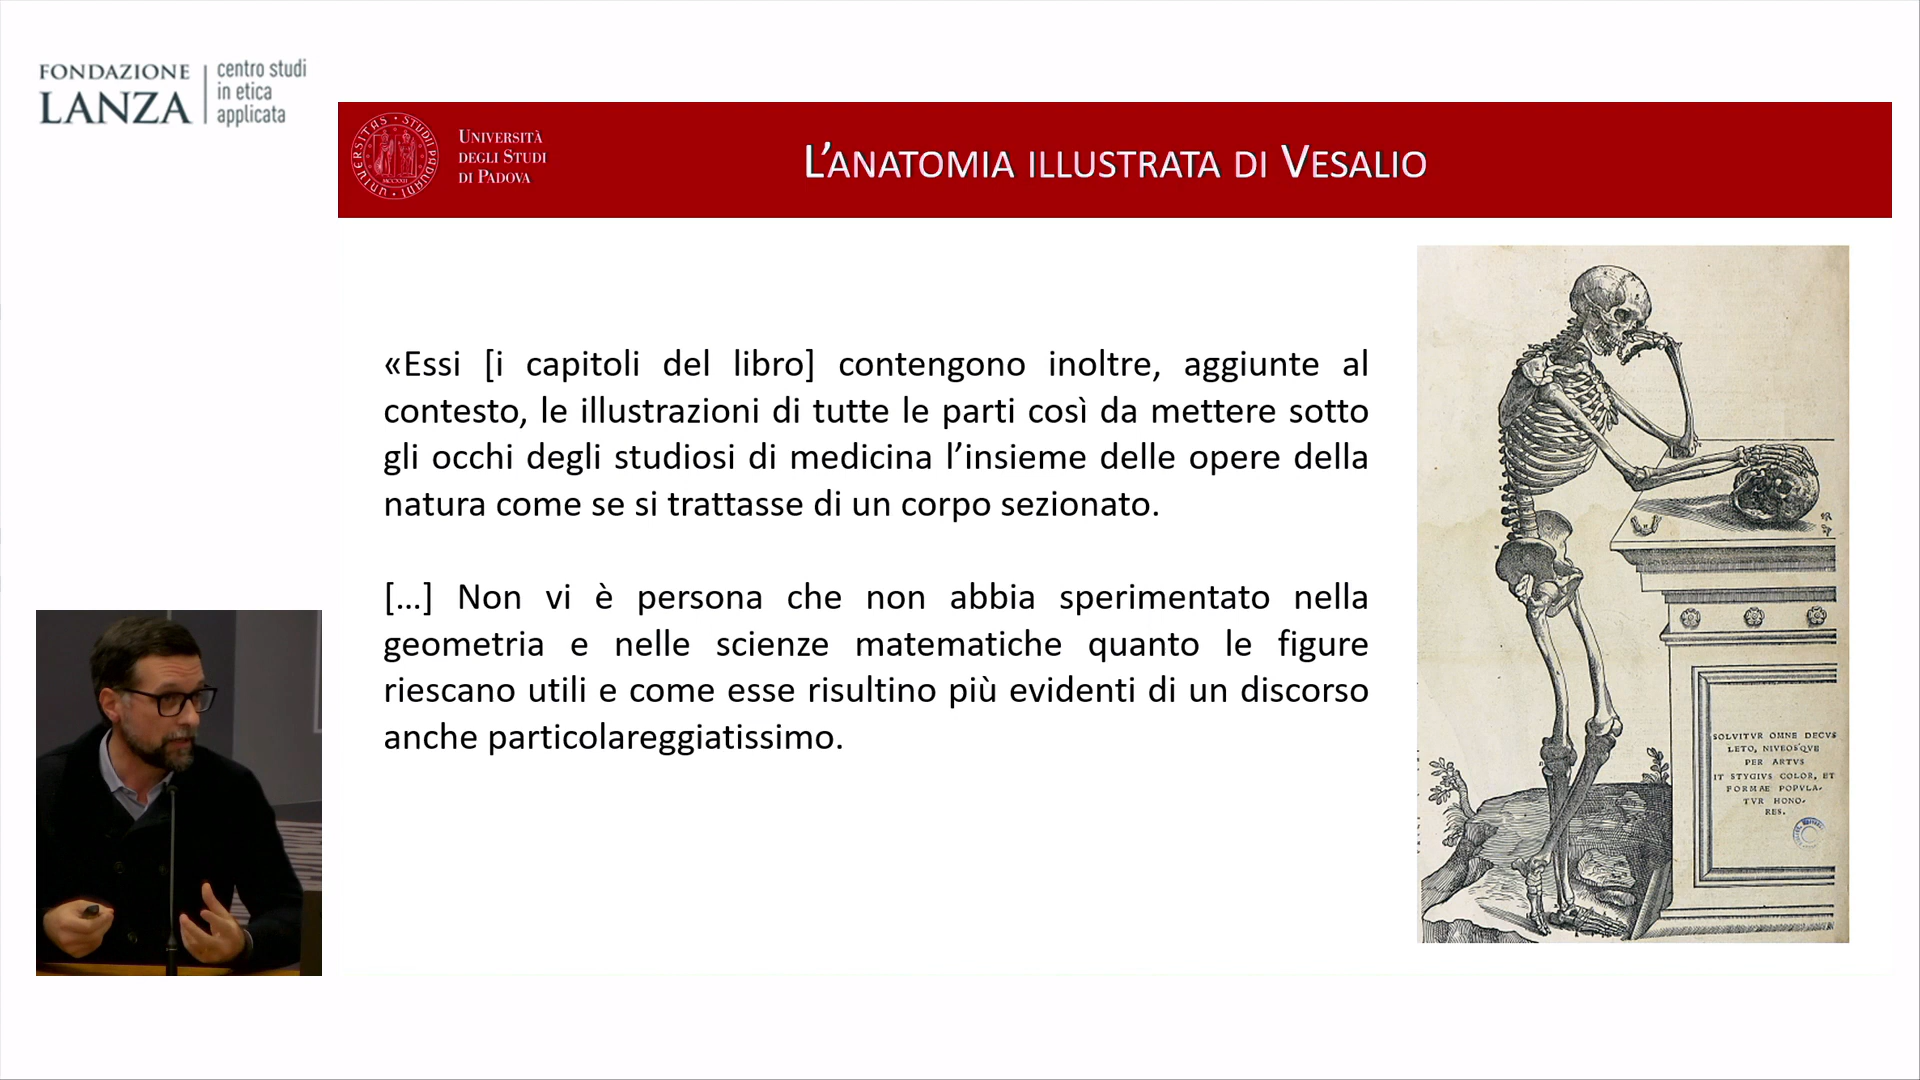 FONDAZIONE
LANZA
centro studi
in etica
applicata
UNIVERSITÀ
DEGLI STUDI
DI PADOVA
L'ANATOMIA ILLUSTRATA DI VESALIO
«Essi [i capitoli del libro] contengono inoltre, aggiunte al
contesto, le illustrazioni di tutte le parti così da mettere sotto
gli occhi degli studiosi di medicina l'insieme delle opere della
natura come se si trattasse di un corpo sezionato.
[…] Non vi è persona che non abbia sperimentato nella
geometria e nelle scienze matematiche quanto le figure
riescano utili e come esse risultino più evidenti di un discorso
anche particolareggiatissimo.
SOLVITVR OMNE DECVS
LETO, NIVEOSQVE
PER ARTVS
IT STYGIVS COLOR, ET
FORMAE POPVLA-
TVR HONO-
RES.